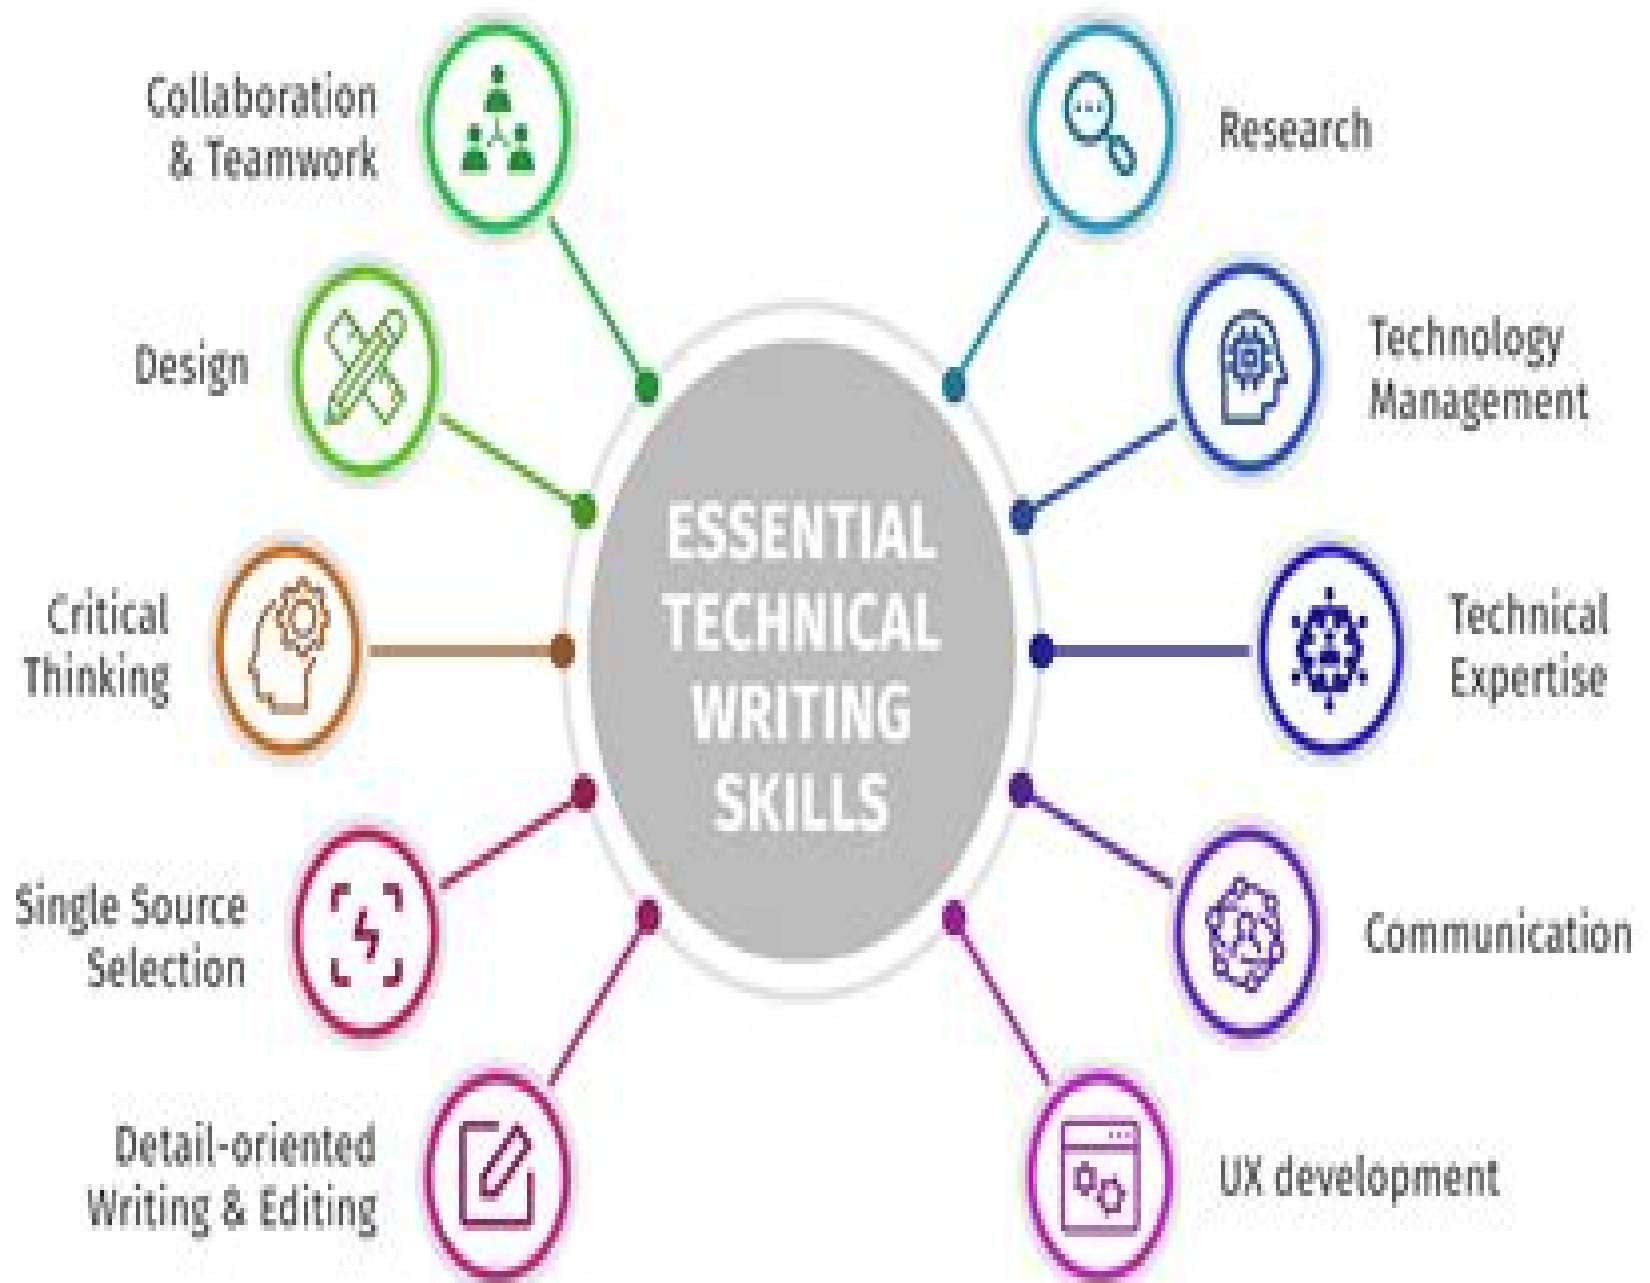 Collaboration
& Teamwork
Research
Design
Technology
Management
ESSENTIAL
TECHNICAL
WRITING
SKILLS
Critical
Thinking
Technical
Expertise
Single Source
Selection
Communication
Detail-oriented
Writing & Editing
UX development